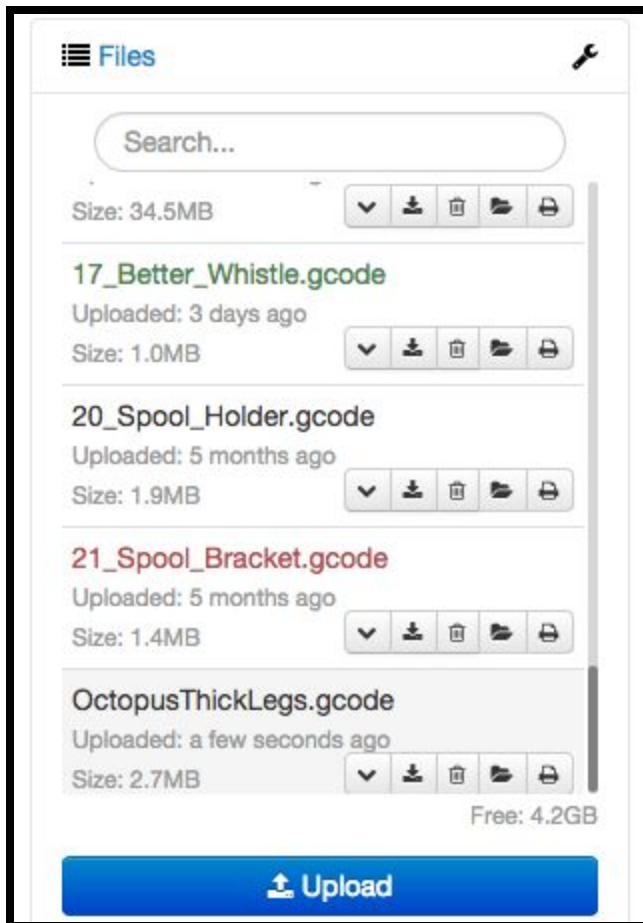 Files
Search...
Size: 34.5MB
17_Better_Whistle.gcode
Uploaded: 3 days ago
Size: 1.0MB
20_Spool_Holder.gcode
Uploaded: 5 months ago
Size: 1.9MB
21_Spool_Bracket.gcode
Uploaded: 5 months ago
Size: 1.4MB
OctopusThickLegs.gcode
Uploaded: a few seconds ago
Size: 2.7MB
Free: 4.2GB
Upload